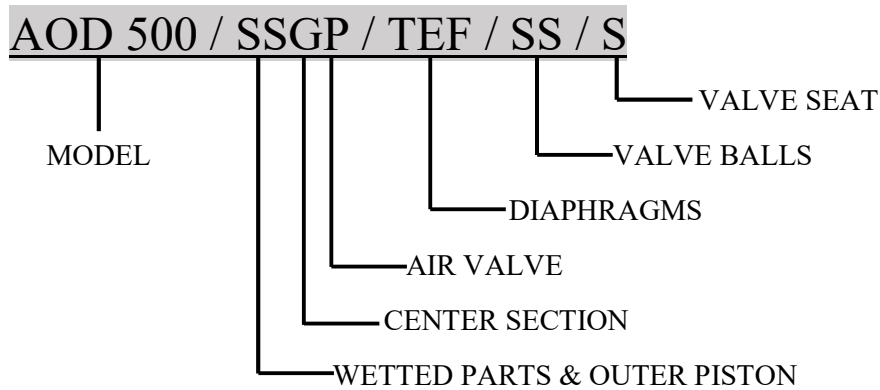 AOD 500 / SSGP / TEF / SS / S
VALVE SEAT
MODEL
VALVE BALLS
DIAPHRAGMS
AIR VALVE
CENTER SECTION
WETTED PARTS & OUTER PISTON